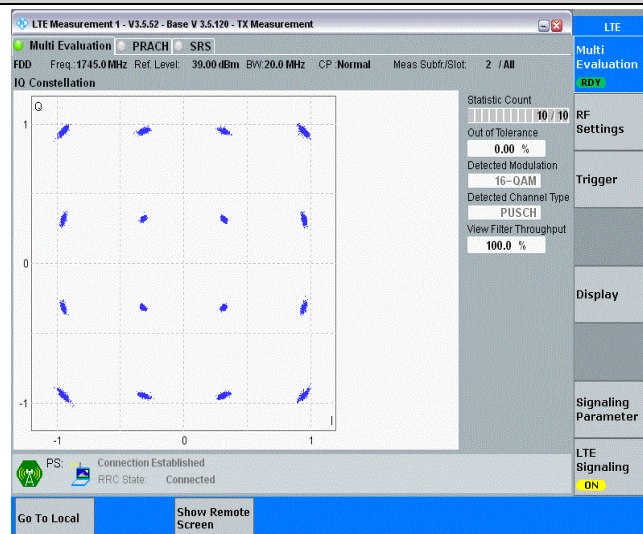 LTE Measurement 1 - V3.5.52 - Base V 3.5.120 - TX Measurement
LTE
Multi Evaluation
PRACH
SRS
FDD Freq.:1745.0 MHz Ref. Level: 39.00 dBm BW:20.0 MHz CP :Normal Meas Subfr./Slot: 2 / All
IQ Constellation
Q
1
0
-1
-1
0
1
I
Statistic Count
10 / 10
Out of Tolerance
0.00 %
Detected Modulation
16-QAM
Detected Channel Type
PUSCH
View Filter Throughput
100.0 %
Multi
Evaluation
RDY
RF
Settings
Trigger
Display
Signaling
Parameter
LTE
Signaling
ON
PS:
Connection Established
RRC State: Connected
Go To Local
Show Remote
Screen